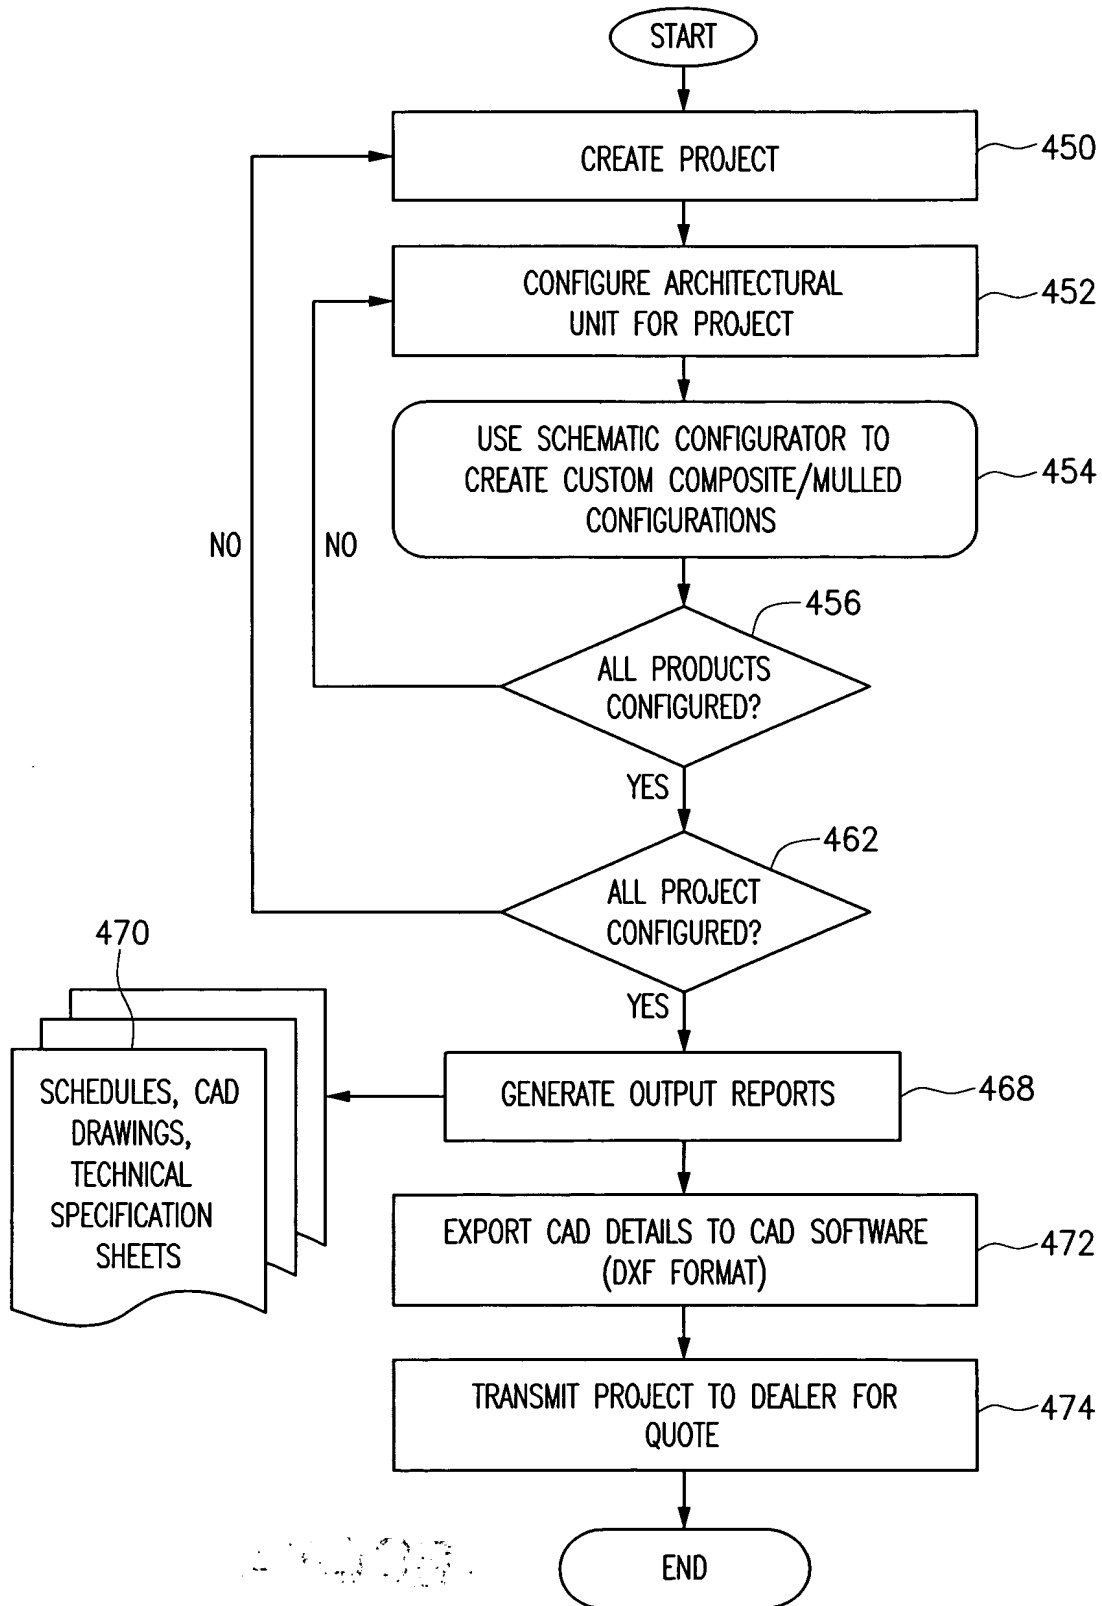 START
CREATE PROJECT
450
CONFIGURE ARCHITECTURAL
UNIT FOR PROJECT
452
USE SCHEMATIC CONFIGURATOR TO
CREATE CUSTOM COMPOSITE/MULLED
CONFIGURATIONS
454
NO
NO
456
ALL PRODUCTS
CONFIGURED?
YES
462
ALL PROJECT
CONFIGURED?
YES
470
SCHEDULES, CAD
DRAWINGS,
TECHNICAL
SPECIFICATION
SHEETS
GENERATE OUTPUT REPORTS
468
EXPORT CAD DETAILS TO CAD SOFTWARE
(DXF FORMAT)
472
TRANSMIT PROJECT TO DEALER FOR
QUOTE
474
END